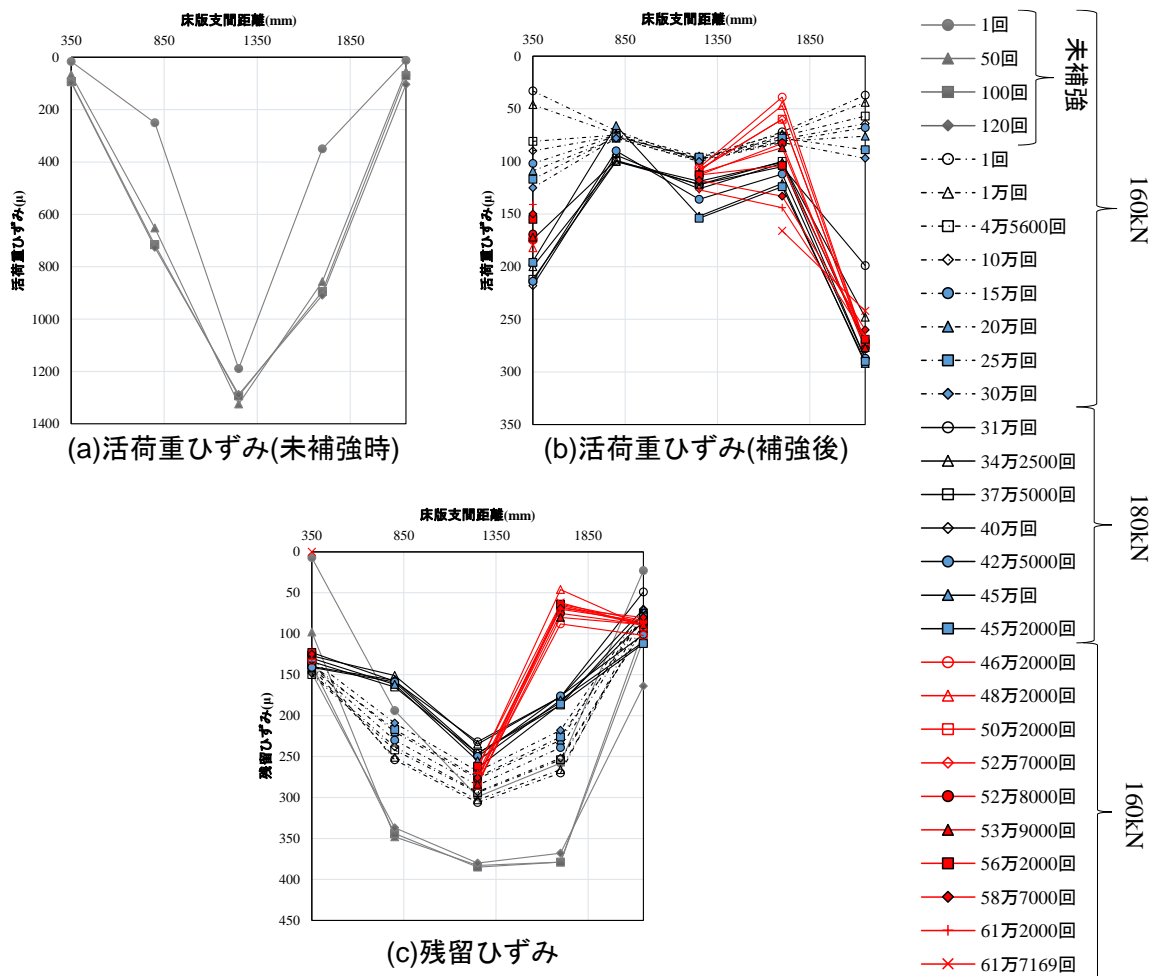 床版支間距離(mm)
350 850 1350 1850
0
200
400
600
800
1000
1200
1400
活荷重ひずみ(μ)
(a)活荷重ひずみ(未補強時)
床版支間距離(mm)
350 850 1350 1850
0
50
100
150
200
250
300
350
活荷重ひずみ(μ)
(b)活荷重ひずみ(補強後)
床版支間距離(mm)
350 850 1350 1850
0
50
100
150
200
250
300
350
400
450
残留ひずみ(μ)
(c)残留ひずみ
1回
50回
100回
120回
未補強
1回
1万回
4万5600回
10万回
15万回
20万回
25万回
30万回
160kN
31万回
34万2500回
37万5000回
40万回
42万5000回
45万回
45万2000回
180kN
46万2000回
48万2000回
50万2000回
52万7000回
52万8000回
53万9000回
56万2000回
58万7000回
61万2000回
61万7169回
160kN